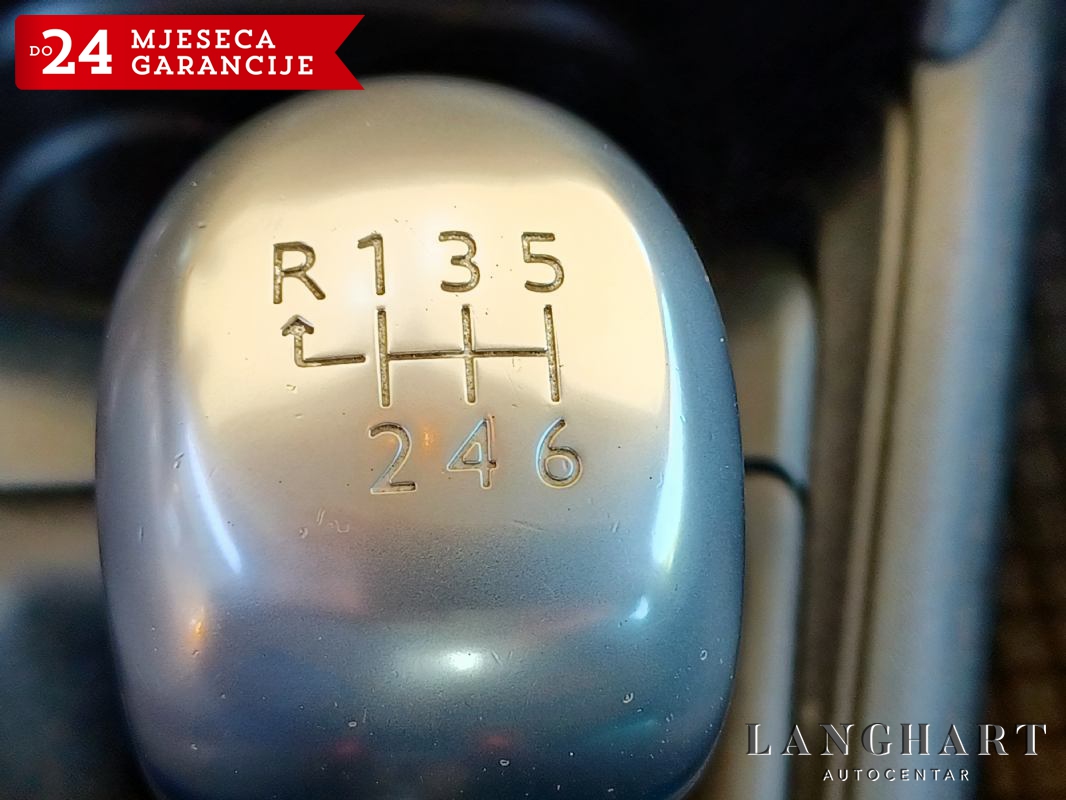 DO 24 MJESECA
GARANCIJE
R 1 3 5
2 4 6
LANGHART
AUTOCENTAR